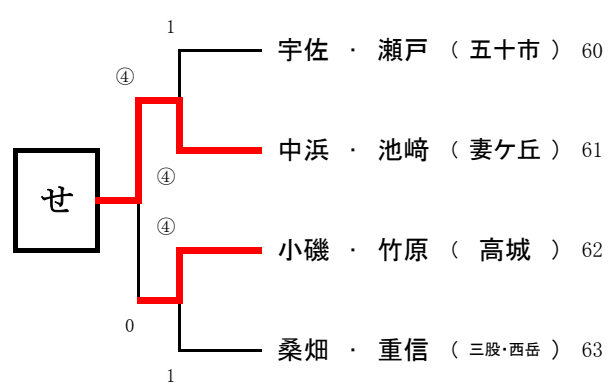 1
宇佐 ・ 瀬戸 ( 五十市 ) 60
④
中浜 ・ 池﨑 ( 妻ケ丘 ) 61
④
せ
④
小磯 ・ 竹原 ( 高城 ) 62
0
桑畑 ・ 重信 ( 三股・西岳 ) 63
1